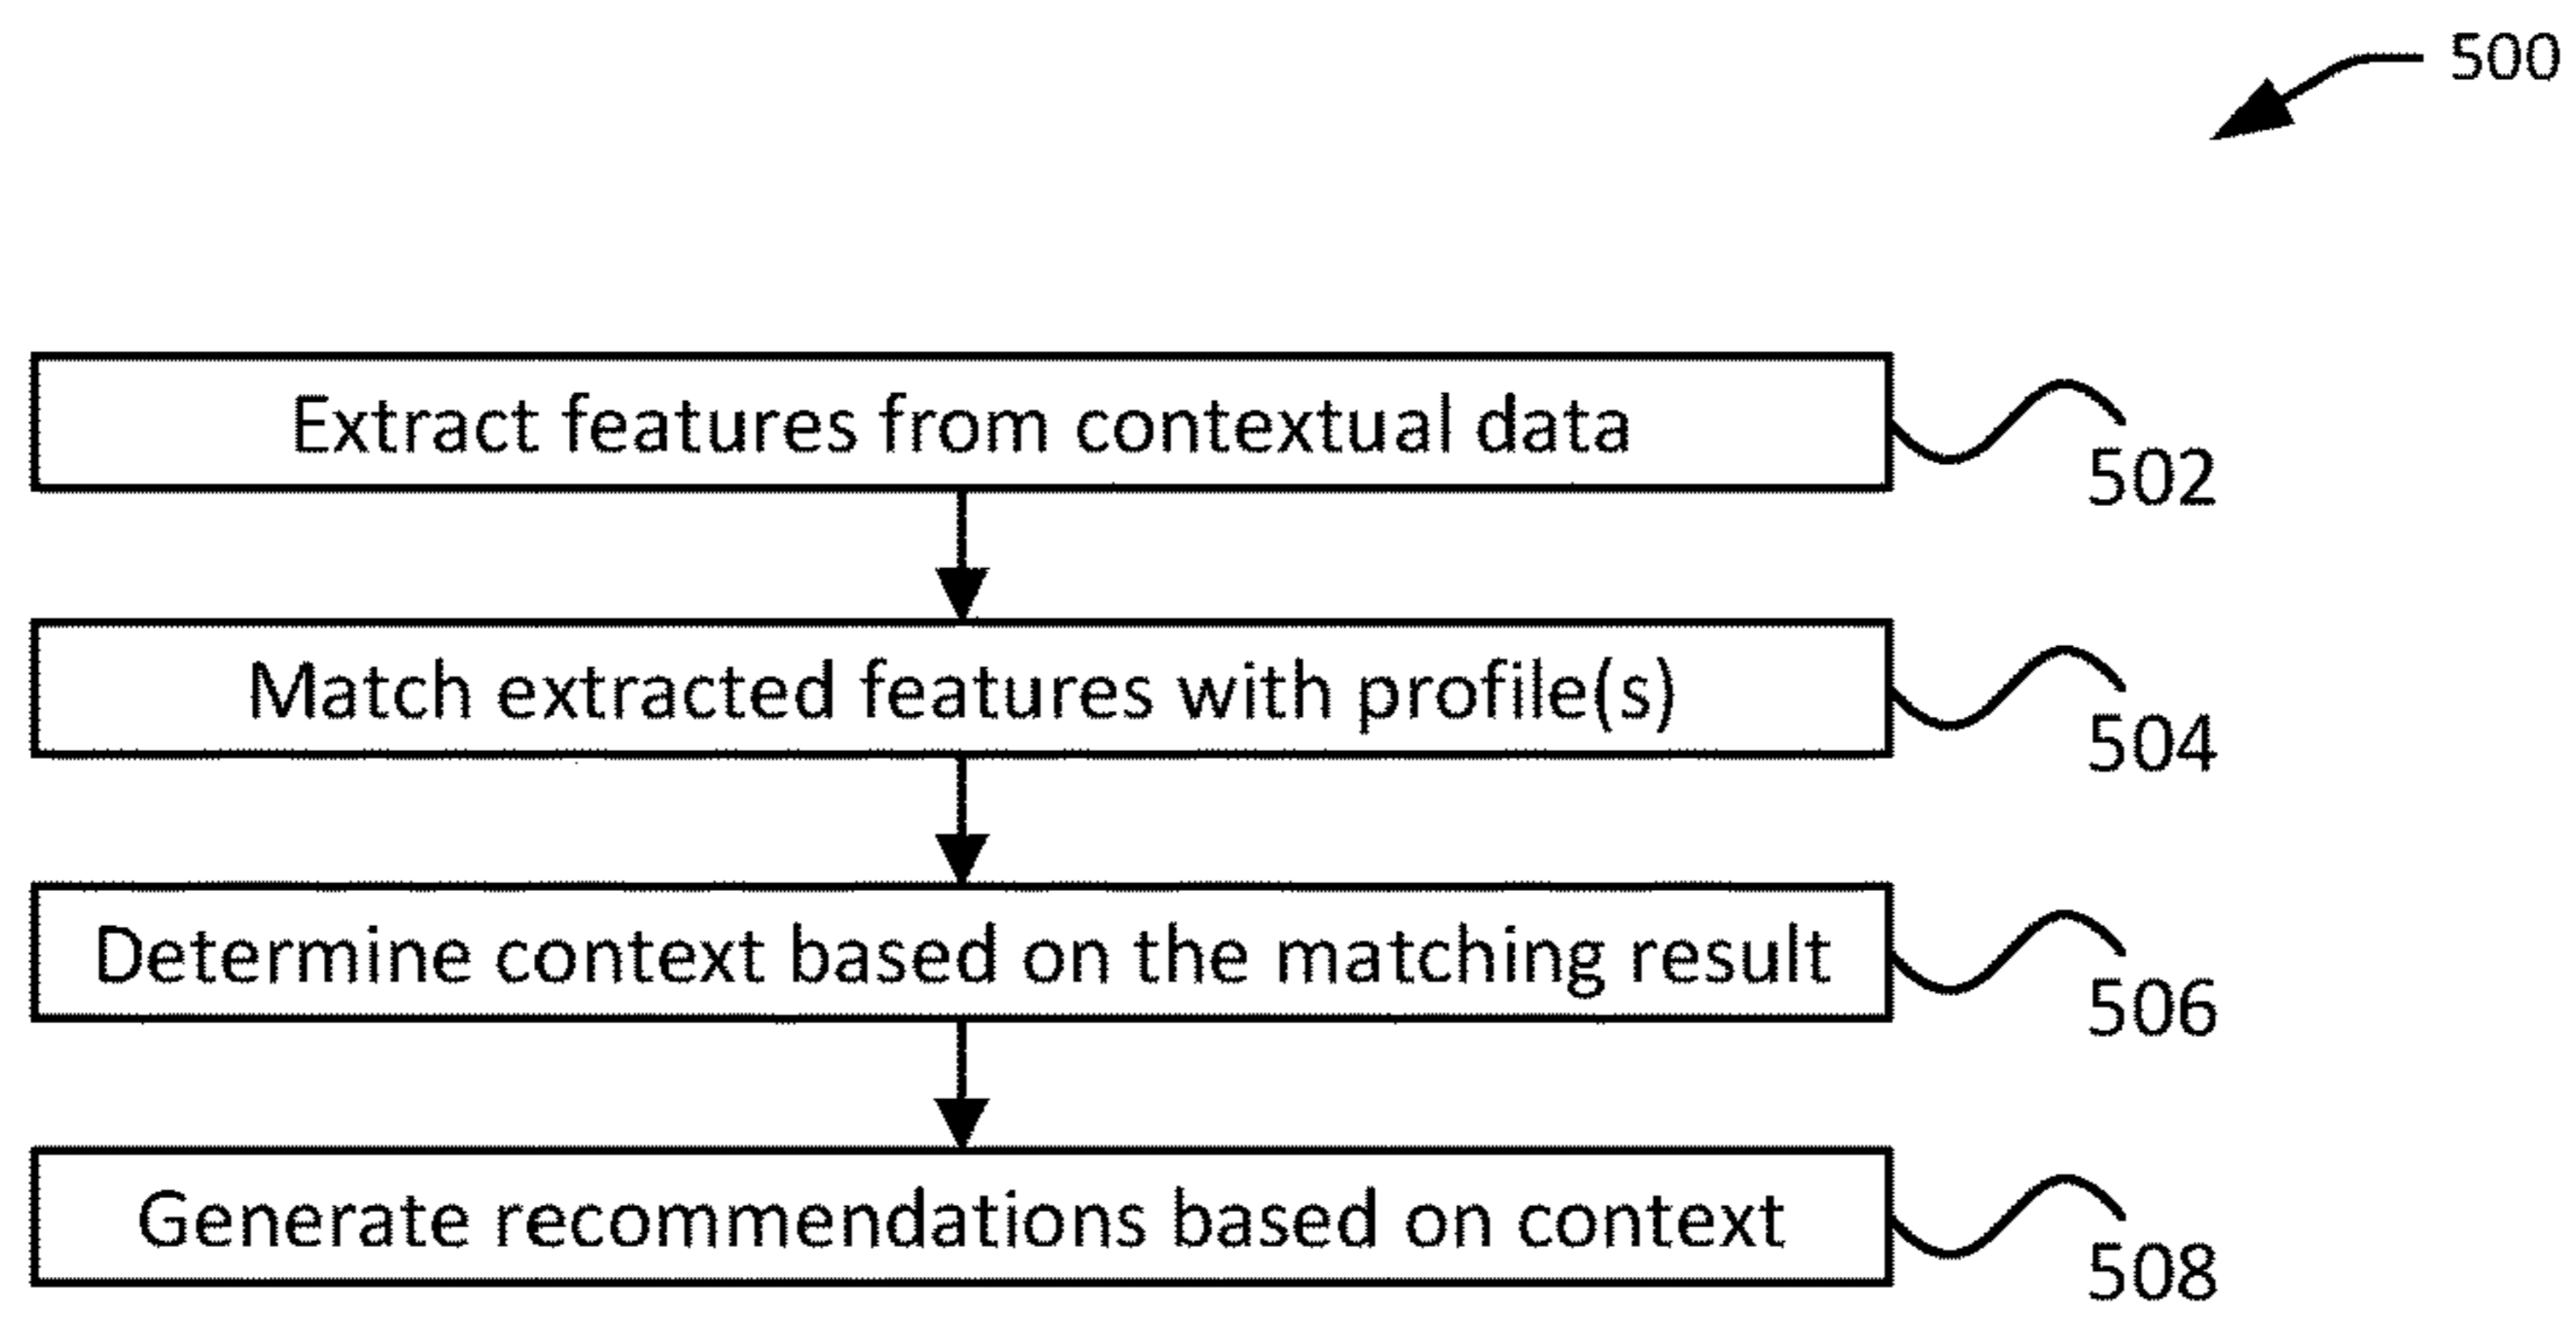 500
Extract features from contextual data
502
Match extracted features with profile(s)
504
Determine context based on the matching result
506
Generate recommendations based on context
508